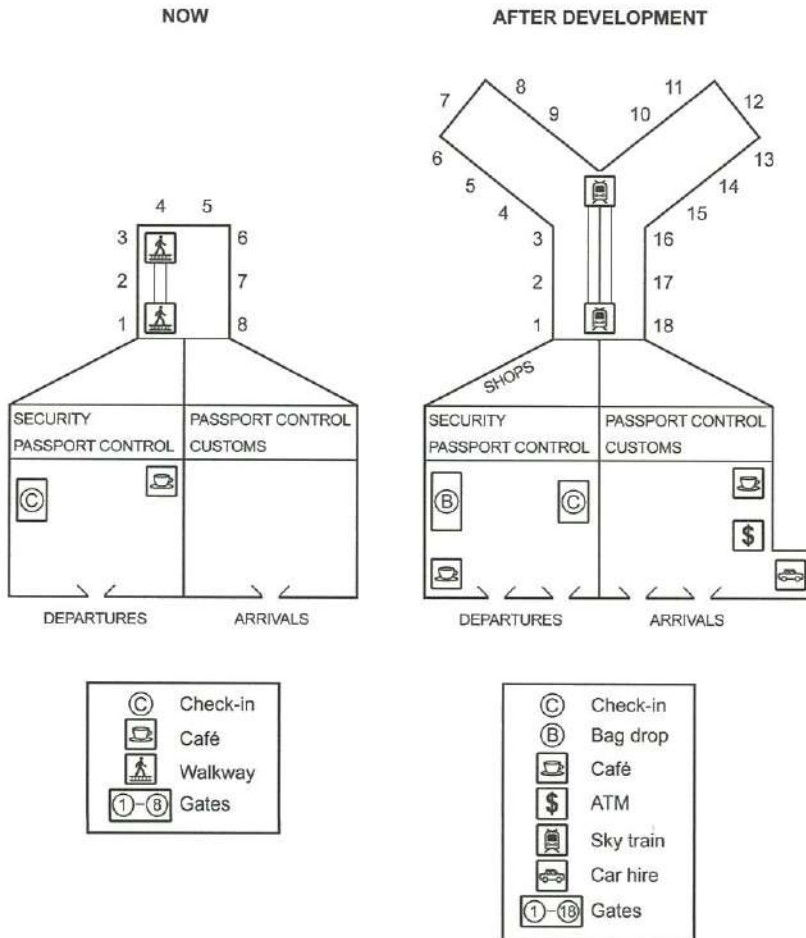 NOW
4 5
3 6
2 7
1 8
SECURITY
PASSPORT CONTROL
PASSPORT CONTROL
CUSTOMS
C
DEPARTURES
ARRIVALS
C Check-in
Café
Walkway
1 - 8 Gates
AFTER DEVELOPMENT
8 11
7 9 10 12
6 13
5 14
4 15
3 16
2 17
1 18
SHOPS
SECURITY
PASSPORT CONTROL
PASSPORT CONTROL
CUSTOMS
B
C
$
DEPARTURES
ARRIVALS
C Check-in
B Bag drop
Café
$ ATM
Sky train
Car hire
1 - 18 Gates